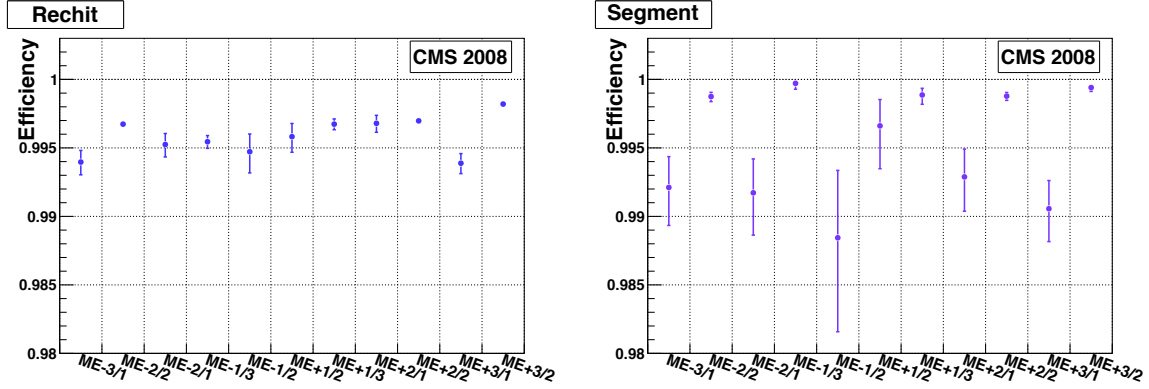 Rechit
Efficiency
CMS 2008
1
0.995
0.99
0.985
0.98
ME-3/1
ME-2/2
ME-2/1
ME-1/3
ME-1/2
ME+1/2
ME+1/3
ME+2/1
ME+2/2
ME+3/1
ME+3/2
Segment
Efficiency
CMS 2008
1
0.995
0.99
0.985
0.98
ME-3/1
ME-2/2
ME-2/1
ME-1/3
ME-1/2
ME+1/2
ME+1/3
ME+2/1
ME+2/2
ME+3/1
ME+3/2